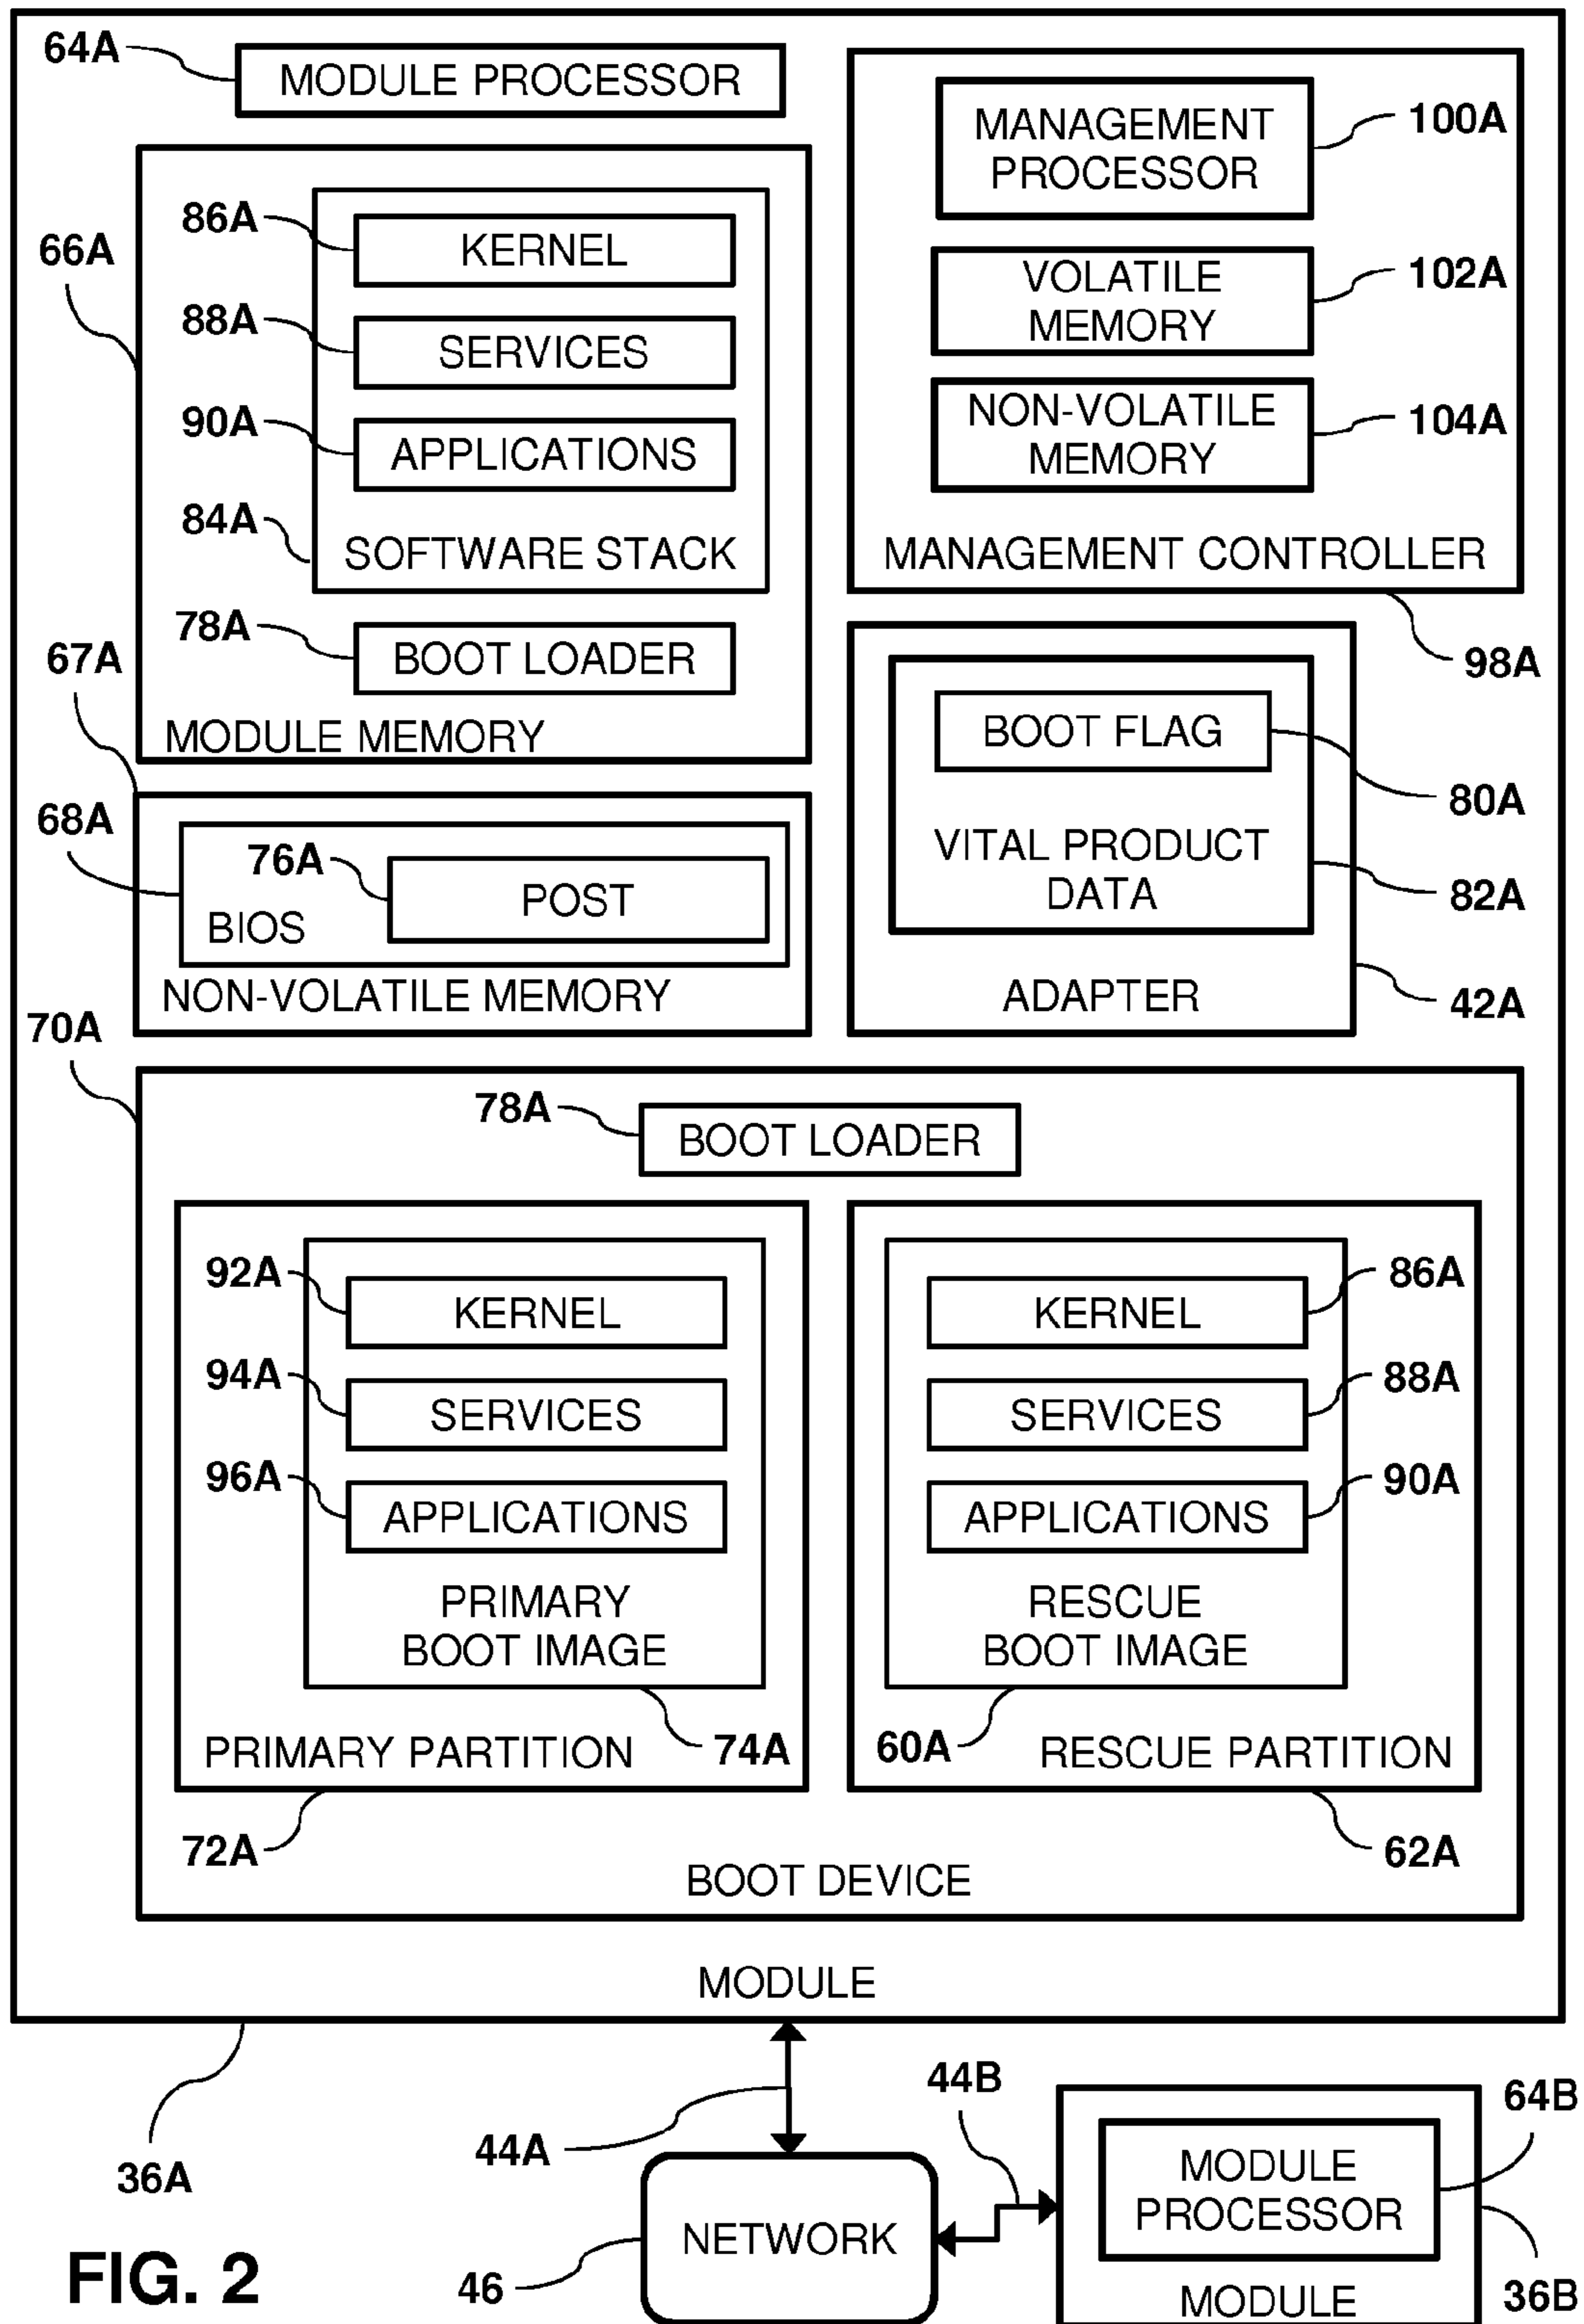 64A
MODULE PROCESSOR
MANAGEMENT
PROCESSOR
100A
86A
KERNEL
66A
88A
SERVICES
VOLATILE
MEMORY
102A
90A
APPLICATIONS
NON-VOLATILE
MEMORY
104A
84A
SOFTWARE STACK
MANAGEMENT CONTROLLER
78A
BOOT LOADER
67A
98A
MODULE MEMORY
BOOT FLAG
80A
68A
76A
POST
BIOS
VITAL PRODUCT
DATA
82A
NON-VOLATILE MEMORY
ADAPTER
42A
70A
78A
BOOT LOADER
92A
KERNEL
KERNEL
86A
94A
SERVICES
SERVICES
88A
96A
APPLICATIONS
APPLICATIONS
90A
PRIMARY
BOOT IMAGE
RESCUE
BOOT IMAGE
PRIMARY PARTITION
74A
60A
RESCUE PARTITION
72A
62A
BOOT DEVICE
MODULE
44B
64B
44A
36A
MODULE
PROCESSOR
NETWORK
FIG. 2
46
MODULE
36B